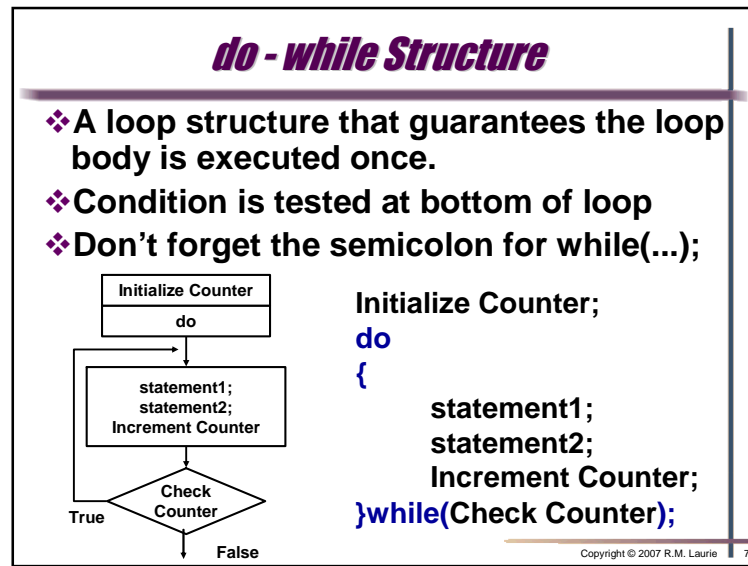 do - while Structure
❖A loop structure that guarantees the loop
body is executed once.
❖Condition is tested at bottom of loop
❖Don’t forget the semicolon for while(...);
Initialize Counter
do
statement1;
statement2;
Increment Counter
Check
Counter
True
False
Initialize Counter;
do
{
statement1;
statement2;
Increment Counter;
}while(Check Counter);
Copyright © 2007 R.M. Laurie 7